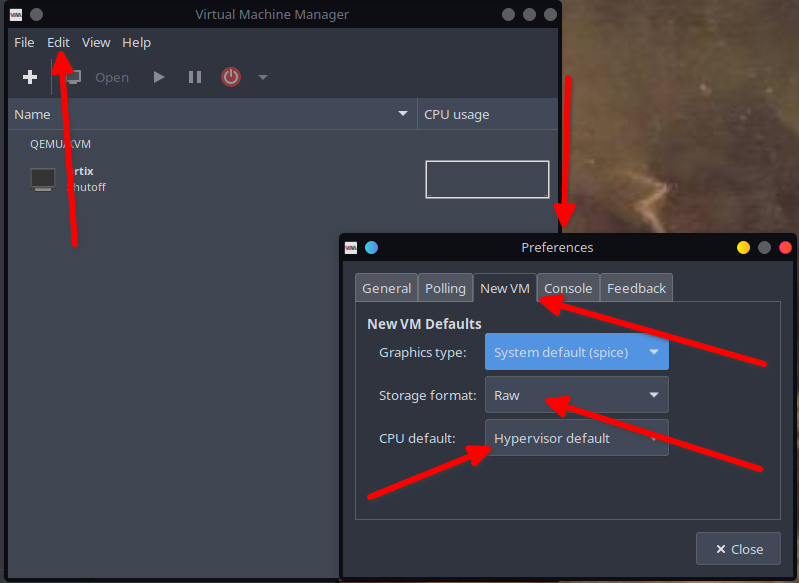 Virtual Machine Manager
File Edit View Help
Open
Name CPU usage
QEMU/KVM
Shutoff
Preferences
General Polling New VM Console Feedback
New VM Defaults
Graphics type: System default (spice)
Storage format: Raw
CPU default: Hypervisor default
Close